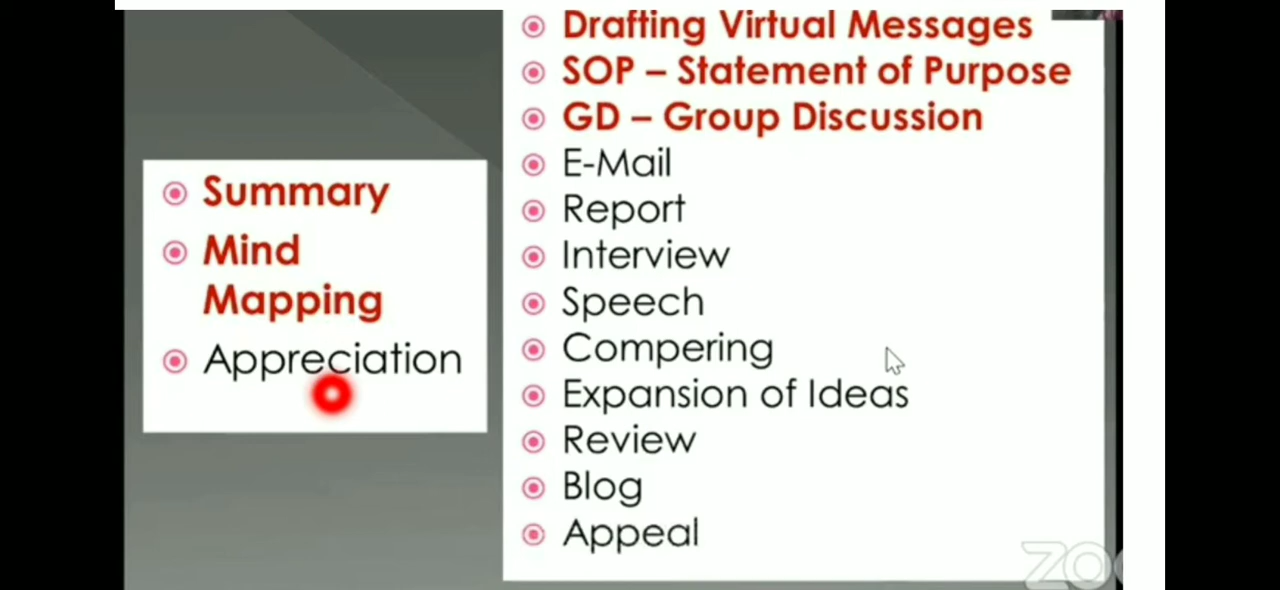 Summary
Mind
Mapping
Appreciation
Drafting Virtual Messages
SOP – Statement of Purpose
GD – Group Discussion
E-Mail
Report
Interview
Speech
Compering
Expansion of Ideas
Review
Blog
Appeal